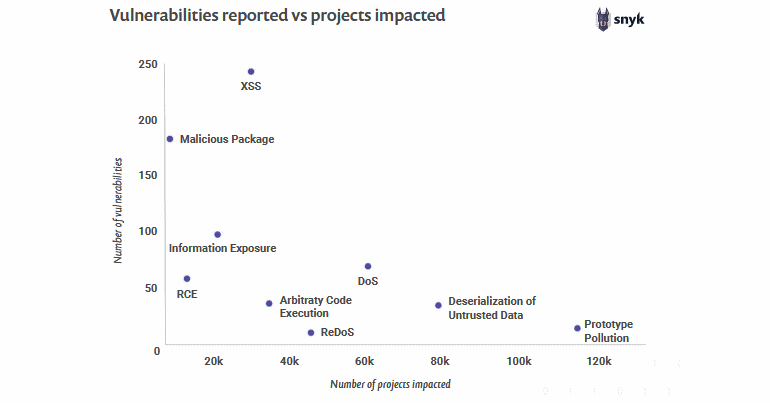 Vulnerabilities reported vs projects impacted
snyk
250
XSS
200
Malicious Package
150
Number of vulnerabilities
100
Information Exposure
DoS
50
RCE
Arbitraty Code
Execution
Deserialization of
Untrusted Data
ReDoS
Prototype
Pollution
0
20k
40k
60k
80k
100k
120k
Number of projects impacted